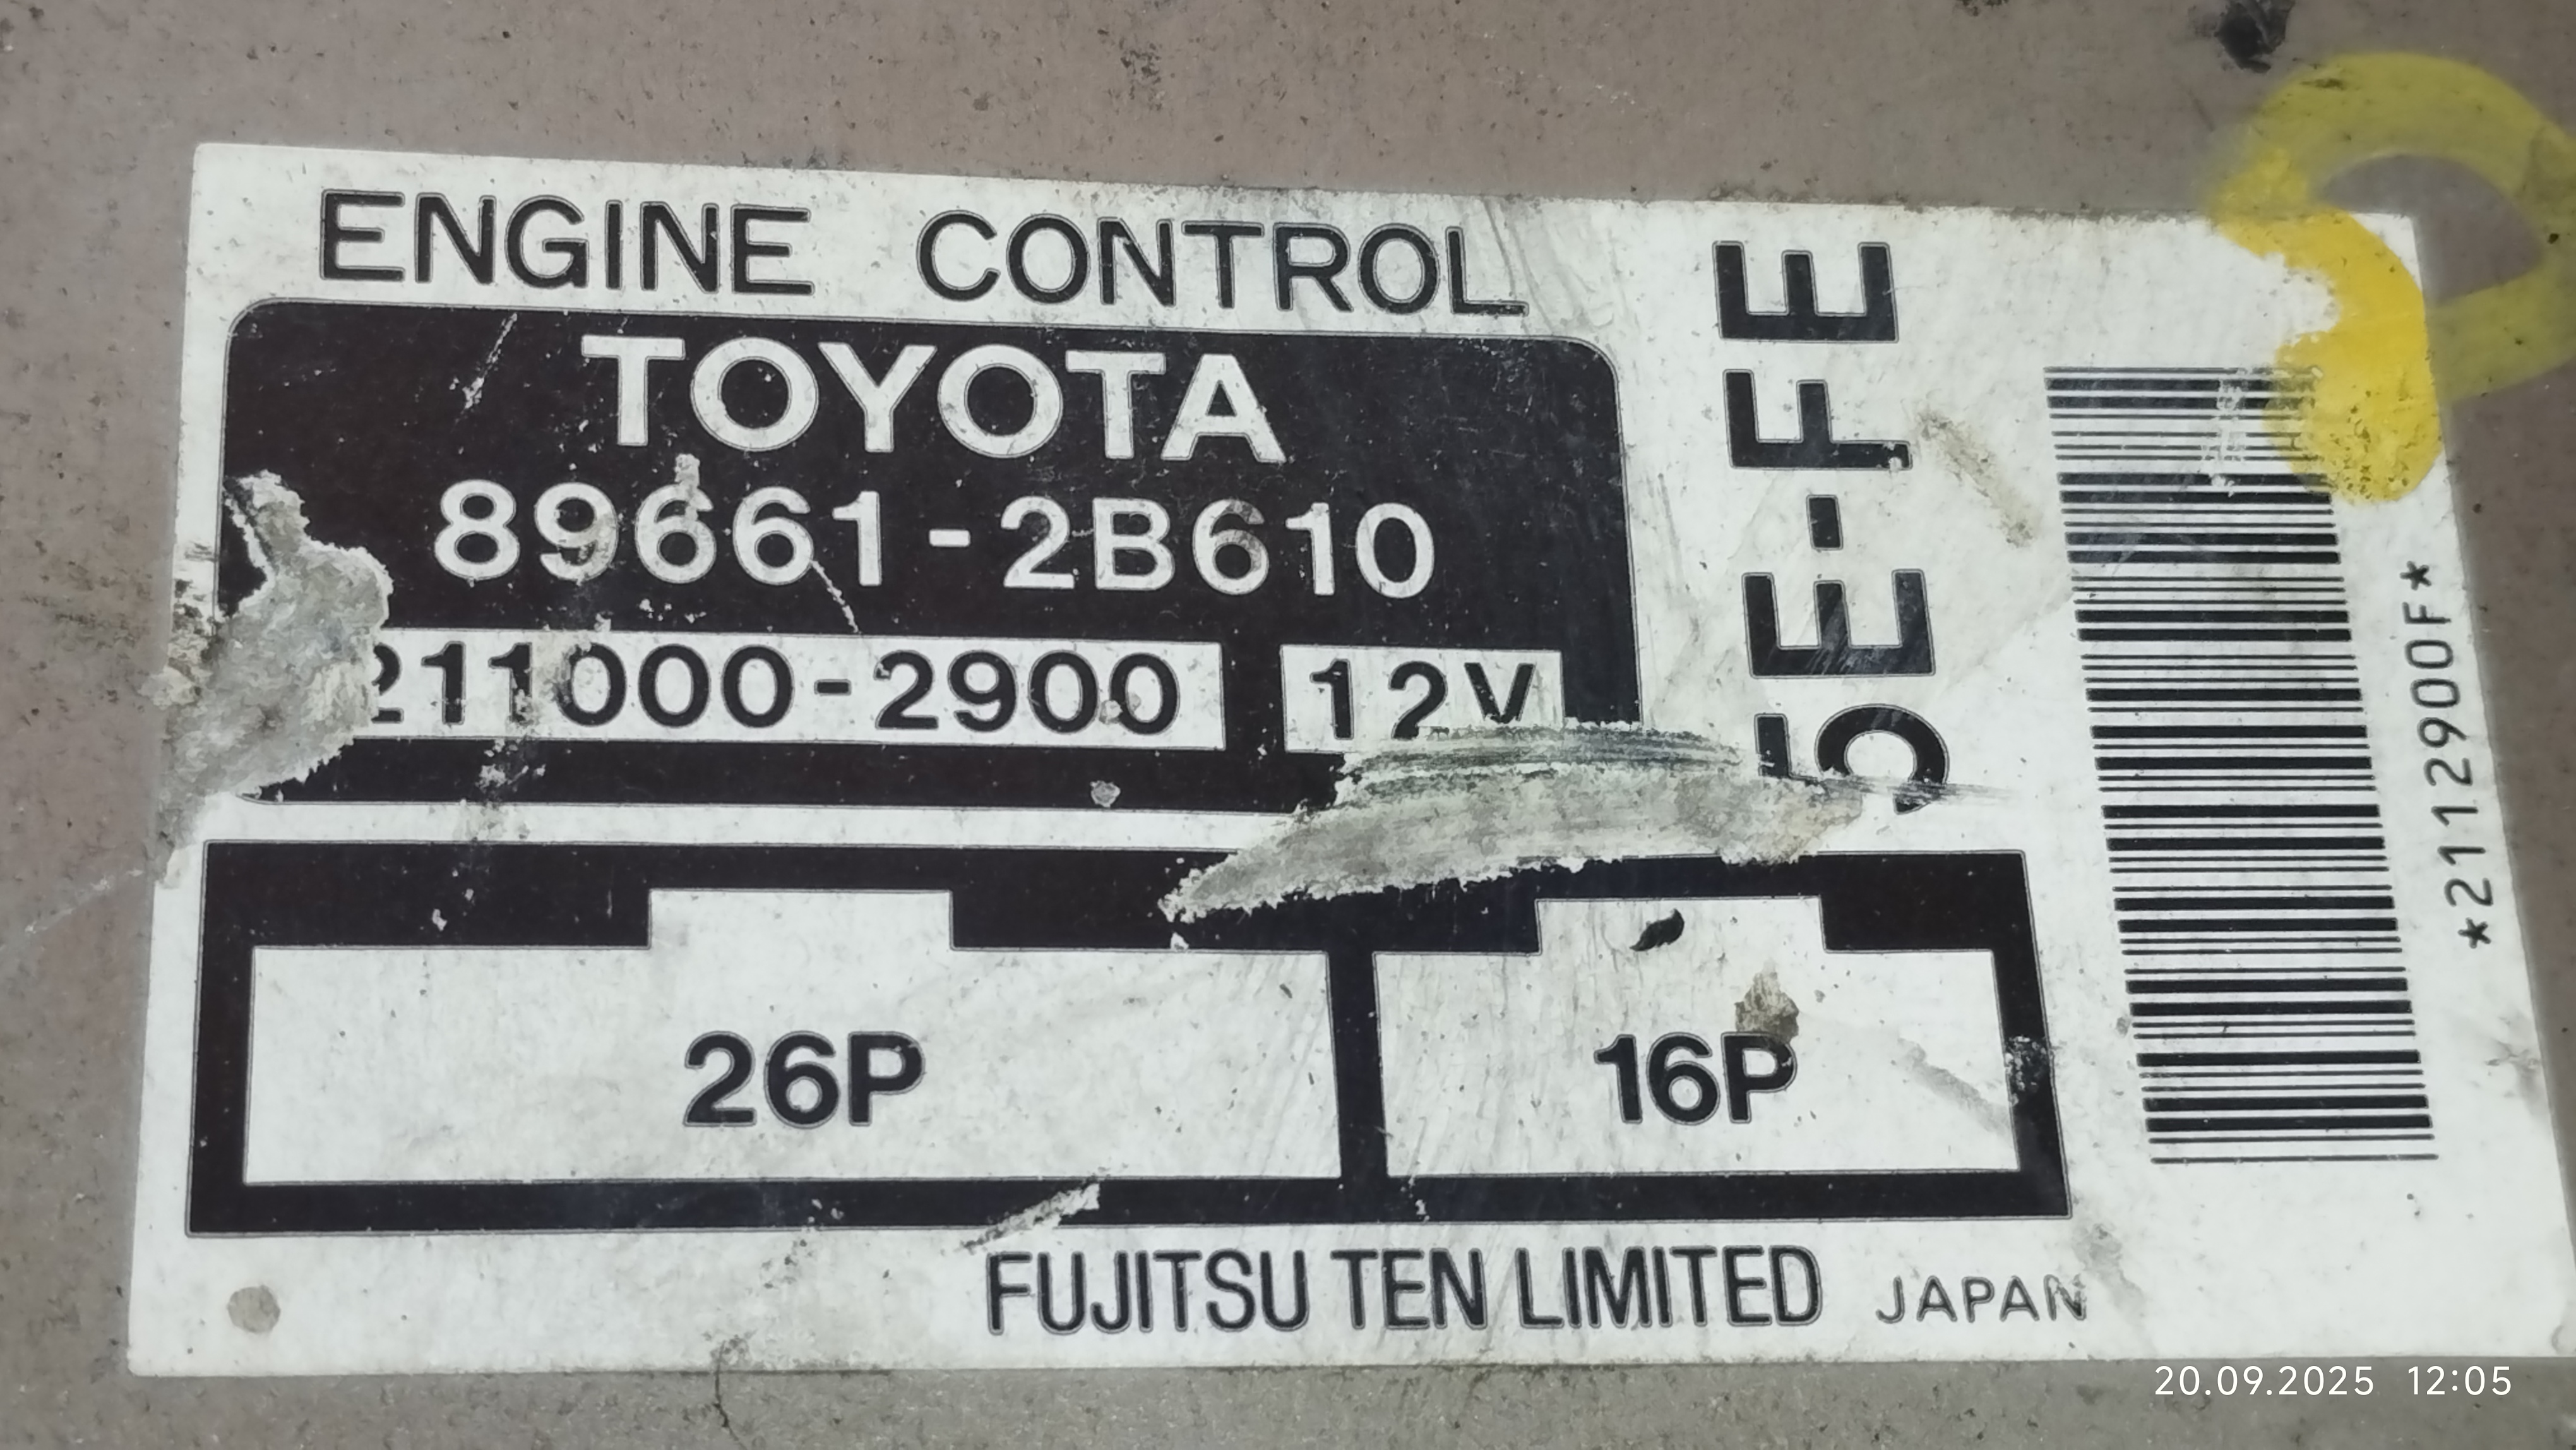 ENGINE CONTROL
TOYOTA
89661-2B610
211000-2900 12V
5E-FE
*2112900F*
26P 16P
FUJITSU TEN LIMITED JAPAN
20.09.2025 12:05